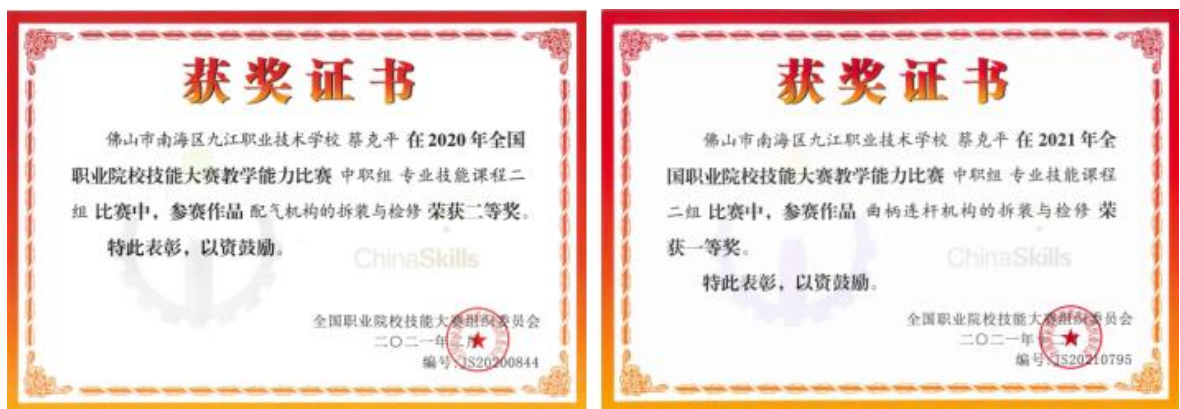 获奖证书
佛山市南海区九江职业技术学校 蔡克平 在 2020 年全国
职业院校技能大赛教学能力比赛 中职组 专业技能课程二
组 比赛中，参赛作品 配气机构的拆装与检修 荣获二等奖。
特此表彰，以资鼓励。
ChinaSkills
全国职业院校技能大赛组织委员会
二〇二一年 月
编号:JS20200844
获奖证书
佛山市南海区九江职业技术学校 蔡克平 在 2021 年全
国职业院校技能大赛教学能力比赛 中职组 专业技能课程
二组 比赛中，参赛作品 曲柄连杆机构的拆装与检修 荣
获一等奖。
特此表彰，以资鼓励。
ChinaSkills
全国职业院校技能大赛组织委员会
二〇二一年
编号:JS20210795